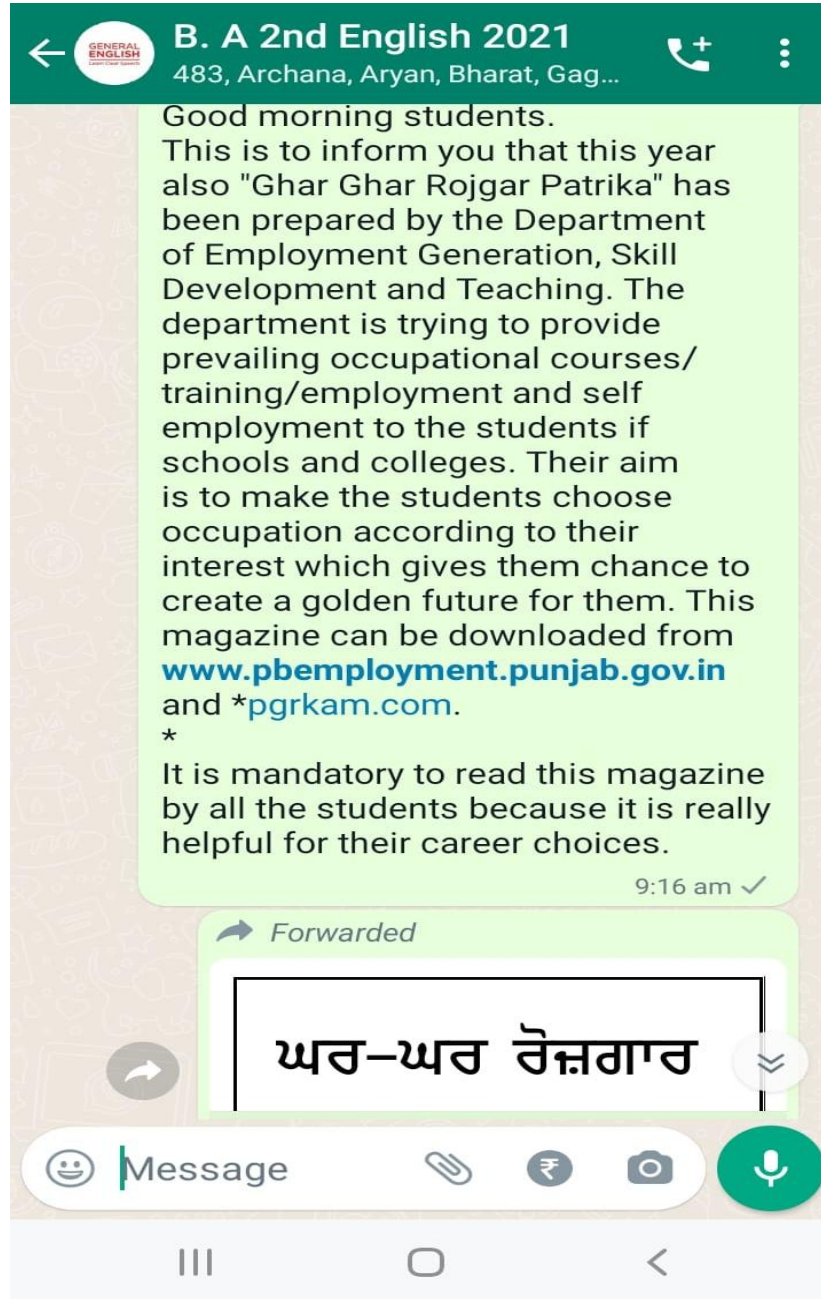 GENERAL
ENGLISH
B. A 2nd English 2021
483, Archana, Aryan, Bharat, Gag...
Good morning students.
This is to inform you that this year
also "Ghar Ghar Rojgar Patrika" has
been prepared by the Department
of Employment Generation, Skill
Development and Teaching. The
department is trying to provide
prevailing occupational courses/
training/employment and self
employment to the students if
schools and colleges. Their aim
is to make the students choose
occupation according to their
interest which gives them chance to
create a golden future for them. This
magazine can be downloaded from
www.pbemployment.punjab.gov.in
and *pgrkam.com.
*
It is mandatory to read this magazine
by all the students because it is really
helpful for their career choices.
9:16 am
Forwarded
ਘਰ–ਘਰ ਰੋਜ਼ਗਾਰ
Message